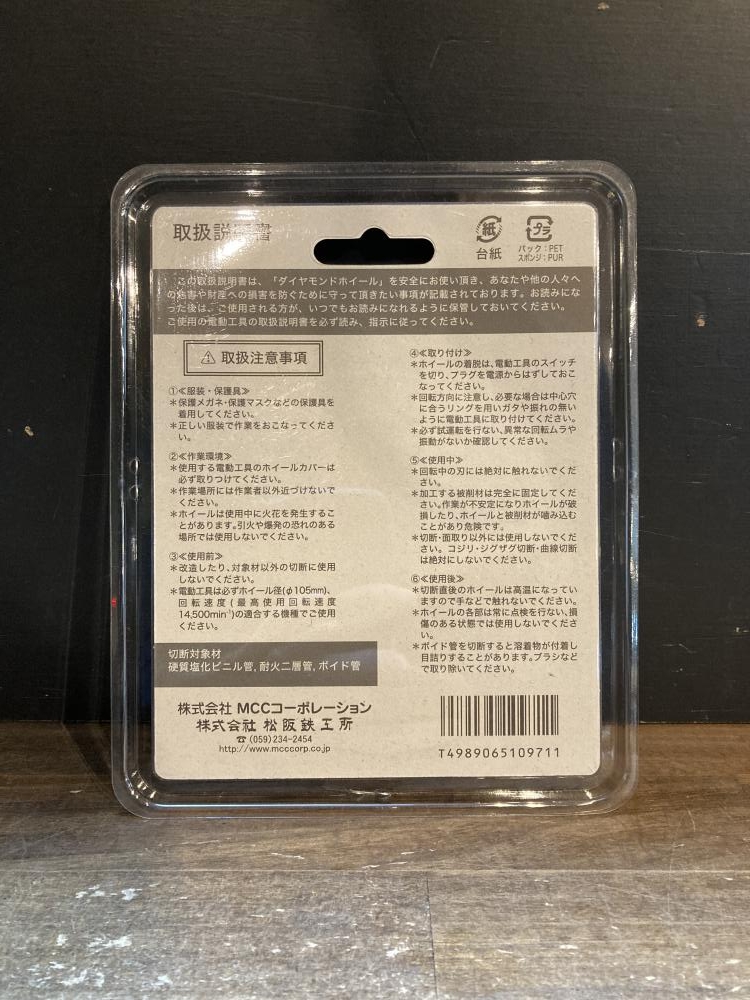 取扱説明書
紙
台紙
プラ
パック:PET
スポンジ:PUR
この取扱説明書は、「ダイヤモンドホイール」を安全にお使い頂き、あなたや他の人々へ
の危害や財産への損害を防ぐために守って頂きたい事項が記載されております。お読みにな
った後は、ご使用される方が、いつでもお読みになれるように保管しておいてください。
ご使用の電動工具の取扱説明書を必ず読み、指示に従ってください。
⚠ 取扱注意事項
①≪服装・保護具≫
＊保護メガネ・保護マスクなどの保護具を
着用してください。
＊正しい服装で作業をおこなってくださ
い。
②≪作業環境≫
＊使用する電動工具のホイールカバーは
必ず取りつけてください。
＊作業場所には作業者以外近づけないで
ください。
＊ホイールは使用中に火花を発生するこ
とがあります。引火や爆発の恐れのある
場所では使用しないでください。
③≪使用前≫
＊改造したり、対象材以外の切断に使用
しないでください。
＊電動工具は必ずホイール径(φ105mm)、
回転速度(最高使用回転速度
14,500min⁻¹)の適合する機種でご使用
ください。
切断対象材
硬質塩化ビニル管, 耐火二層管, ボイド管
株式会社 MCCコーポレーション
株式会社 松阪鉄工所
☎(059)234-2454
http://www.mcccorp.co.jp
④≪取り付け≫
＊ホイールの着脱は、電動工具のスイッチ
を切り、プラグを電源からはずしておこ
なってください。
＊回転方向に注意し、必要な場合は中心穴
に合うリングを用いガタや振れの無い
ように電動工具に取り付けてください。
＊必ず試運転を行ない、異常な回転ムラや
振動がないか確認してください。
⑤≪使用中≫
＊回転中の刃には絶対に触れないでくだ
さい。
＊加工する被削材は完全に固定してくだ
さい。作業が不安定になりホイールが破
損したり、ホイールと被削材が噛み込む
ことがあり危険です。
＊切断・面取り以外には使用しないでくだ
さい。コジリ・ジグザグ切断・曲線切断
は絶対にしないでください。
⑥≪使用後≫
＊切断直後のホイールは高温になってい
ますので手などで触れないでください。
＊ホイールの各部は常に点検を行ない、損
傷のある状態では使用しないでくださ
い。
＊ボイド管を切断すると溶着物が付着し
目詰りすることがあります。ブラシなど
で取り除いてください。
T4989065109711